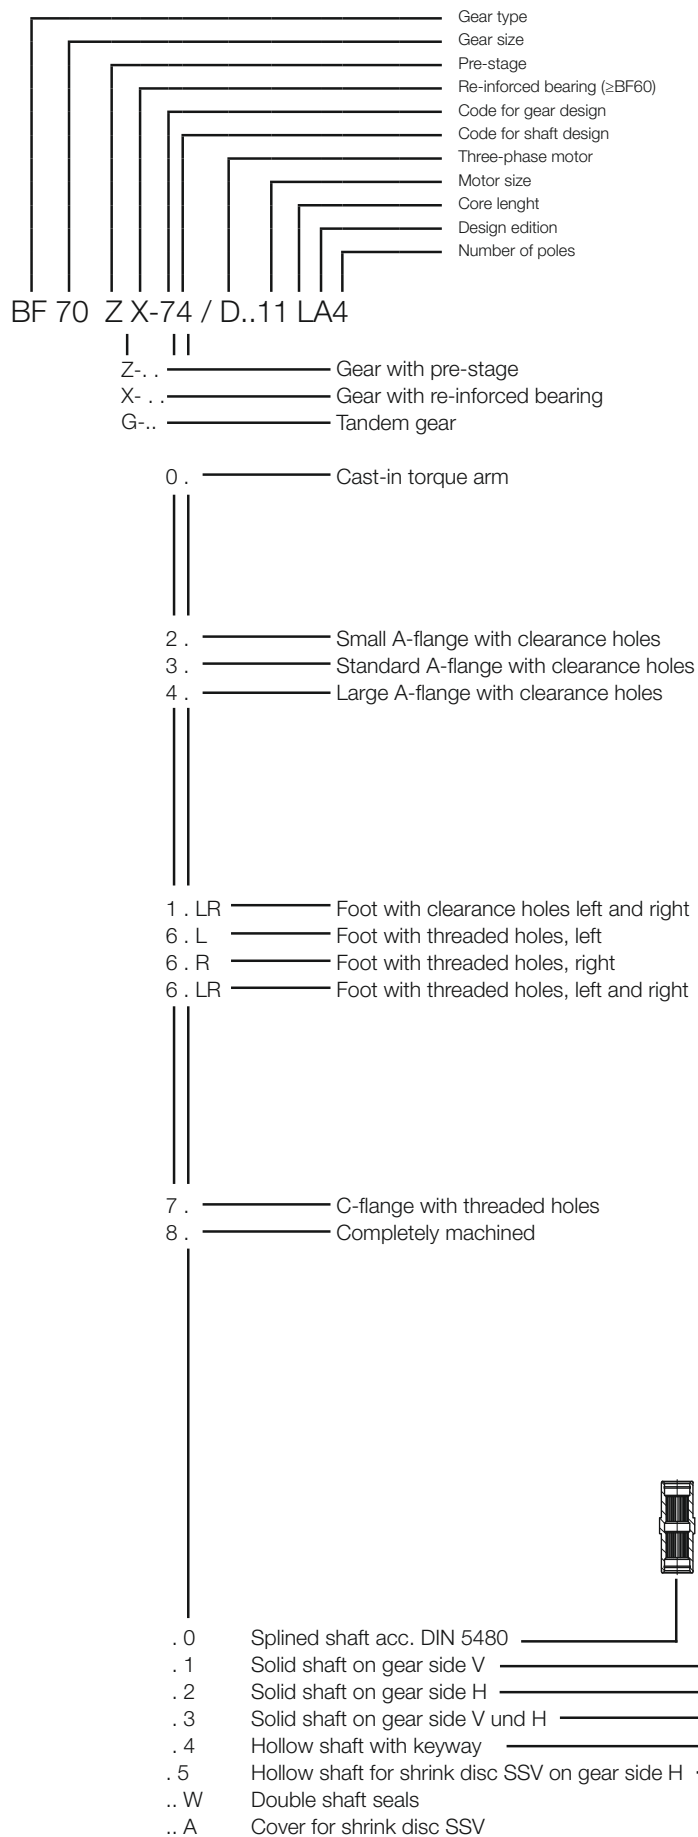 Gear type
Gear size
Pre-stage
Re-inforced bearing (≥BF60)
Code for gear design
Code for shaft design
Three-phase motor
Motor size
Core lenght
Design edition
Number of poles
BF 70 Z X-74 / D..11 LA4
Z-. . Gear with pre-stage
X- . . Gear with re-inforced bearing
G-.. Tandem gear
0 . Cast-in torque arm
2 . Small A-flange with clearance holes
3 . Standard A-flange with clearance holes
4 . Large A-flange with clearance holes
1 . LR Foot with clearance holes left and right
6 . L Foot with threaded holes, left
6 . R Foot with threaded holes, right
6 . LR Foot with threaded holes, left and right
7 . C-flange with threaded holes
8 . Completely machined
. 0 Splined shaft acc. DIN 5480
. 1 Solid shaft on gear side V
. 2 Solid shaft on gear side H
. 3 Solid shaft on gear side V und H
. 4 Hollow shaft with keyway
. 5 Hollow shaft for shrink disc SSV on gear side H
.. W Double shaft seals
.. A Cover for shrink disc SSV